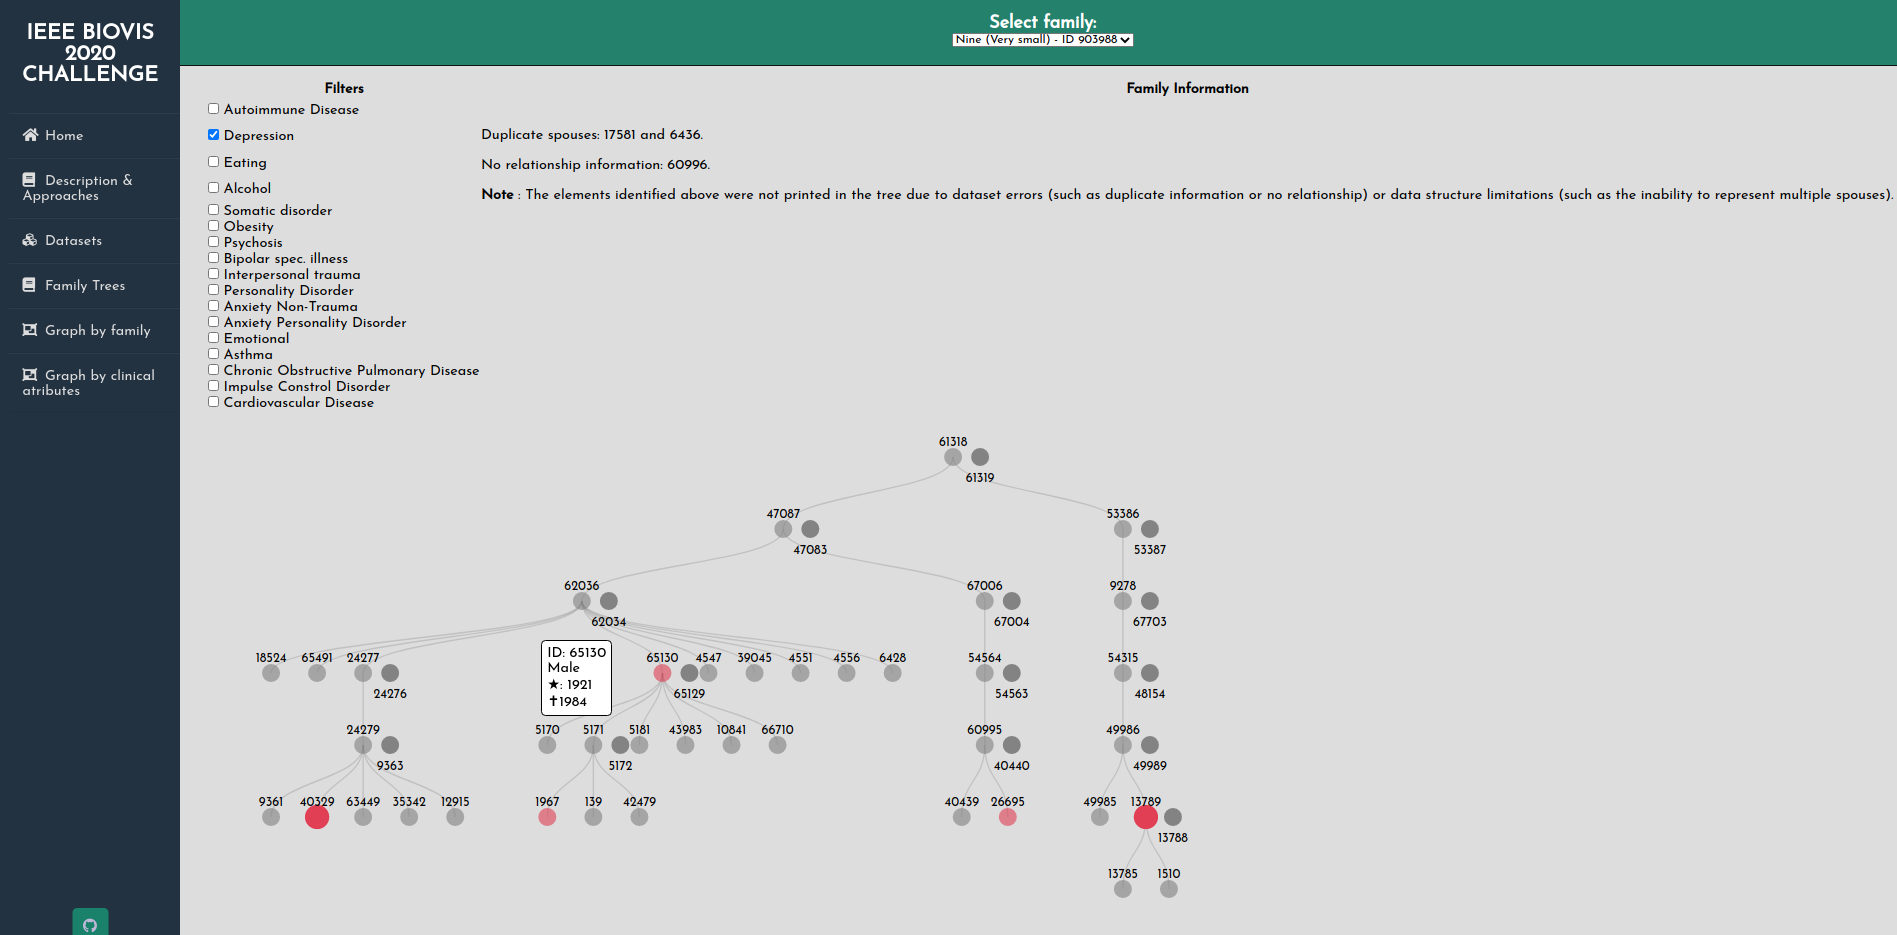 IEEE BIOVIS
2020
CHALLENGE
Home
Description &
Approaches
Datasets
Family Trees
Graph by family
Graph by clinical
atributes
Select family:
Nine (Very small) - ID 903988
Filters
Autoimmune Disease
Depression
Eating
Alcohol
Somatic disorder
Obesity
Psychosis
Bipolar spec. illness
Interpersonal trauma
Personality Disorder
Anxiety Non-Trauma
Anxiety Personality Disorder
Emotional
Asthma
Chronic Obstructive Pulmonary Disease
Impulse Constrol Disorder
Cardiovascular Disease
Family Information
Duplicate spouses: 17581 and 6436.
No relationship information: 60996.
Note : The elements identified above were not printed in the tree due to dataset errors (such as duplicate information or no relationship) or data structure limitations (such as the inability to represent multiple spouses).
61318
61319
47087 53386
47083 53387
62036 67006 9278
62034 67004 67703
18524 65491 24277 65130 4547 39045 4551 4556 6428 54564 54315
24276 65129 54563 48154
ID: 65130
Male
★: 1921
✝1984
24279 5170 5171 5181 43983 10841 66710 60995 49986
9363 5172 40440 49989
9361 40329 63449 35342 12915 1967 139 42479 40439 26695 49985 13789
13788
13785 1510